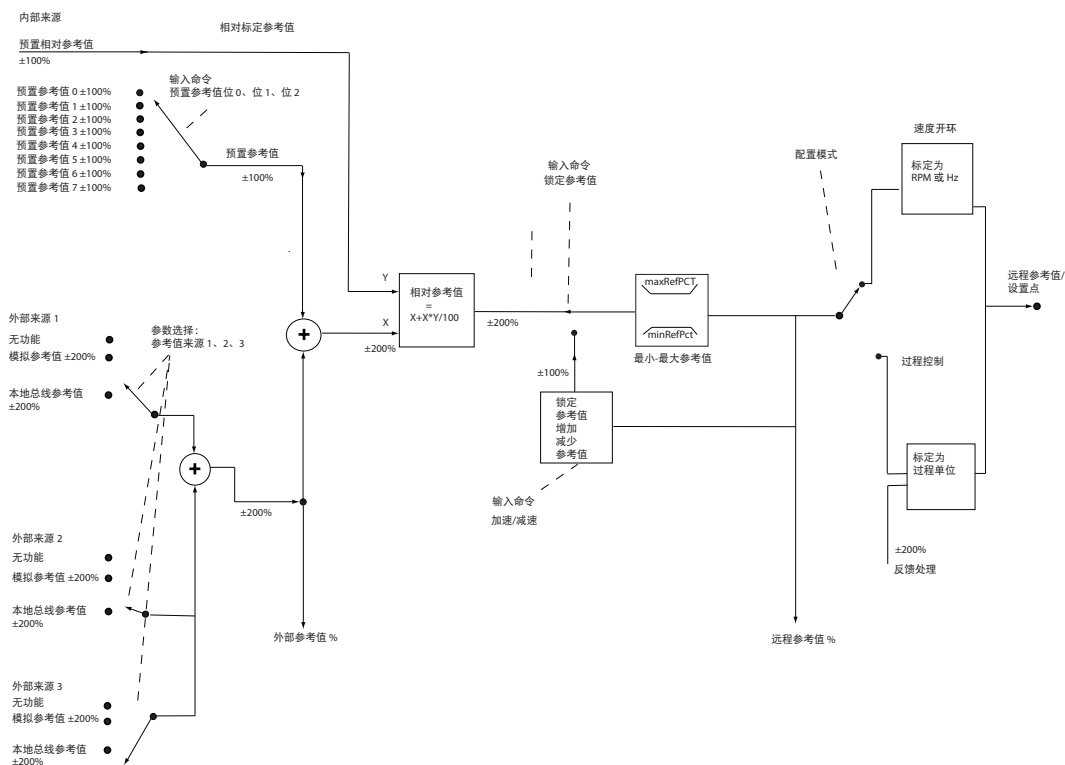 内部来源
相对标定参考值
预置相对参考值
±100%
输入命令
预置参考值位 0、位 1、位 2
预置参考值 0 ±100%
预置参考值 1 ±100%
预置参考值 2 ±100%
预置参考值 3 ±100%
预置参考值 4 ±100%
预置参考值 5 ±100%
预置参考值 6 ±100%
预置参考值 7 ±100%
预置参考值
±100%
输入命令
锁定参考值
配置模式
速度开环
标定为
RPM 或 Hz
Y
X
±200%
相对参考值
=
X+X*Y/100
±200%
maxRefPCT
minRefPct
最小-最大参考值
远程参考值/
设置点
外部来源 1
无功能
模拟参考值 ±200%
本地总线参考值
±200%
参数选择：
参考值来源 1、2、3
+
+
±200%
±100%
锁定
参考值
增加
减少
参考值
输入命令
加速/减速
过程控制
标定为
过程单位
±200%
反馈处理
外部来源 2
无功能
模拟参考值 ±200%
本地总线参考值
±200%
外部参考值 %
远程参考值 %
外部来源 3
无功能
模拟参考值 ±200%
本地总线参考值
±200%